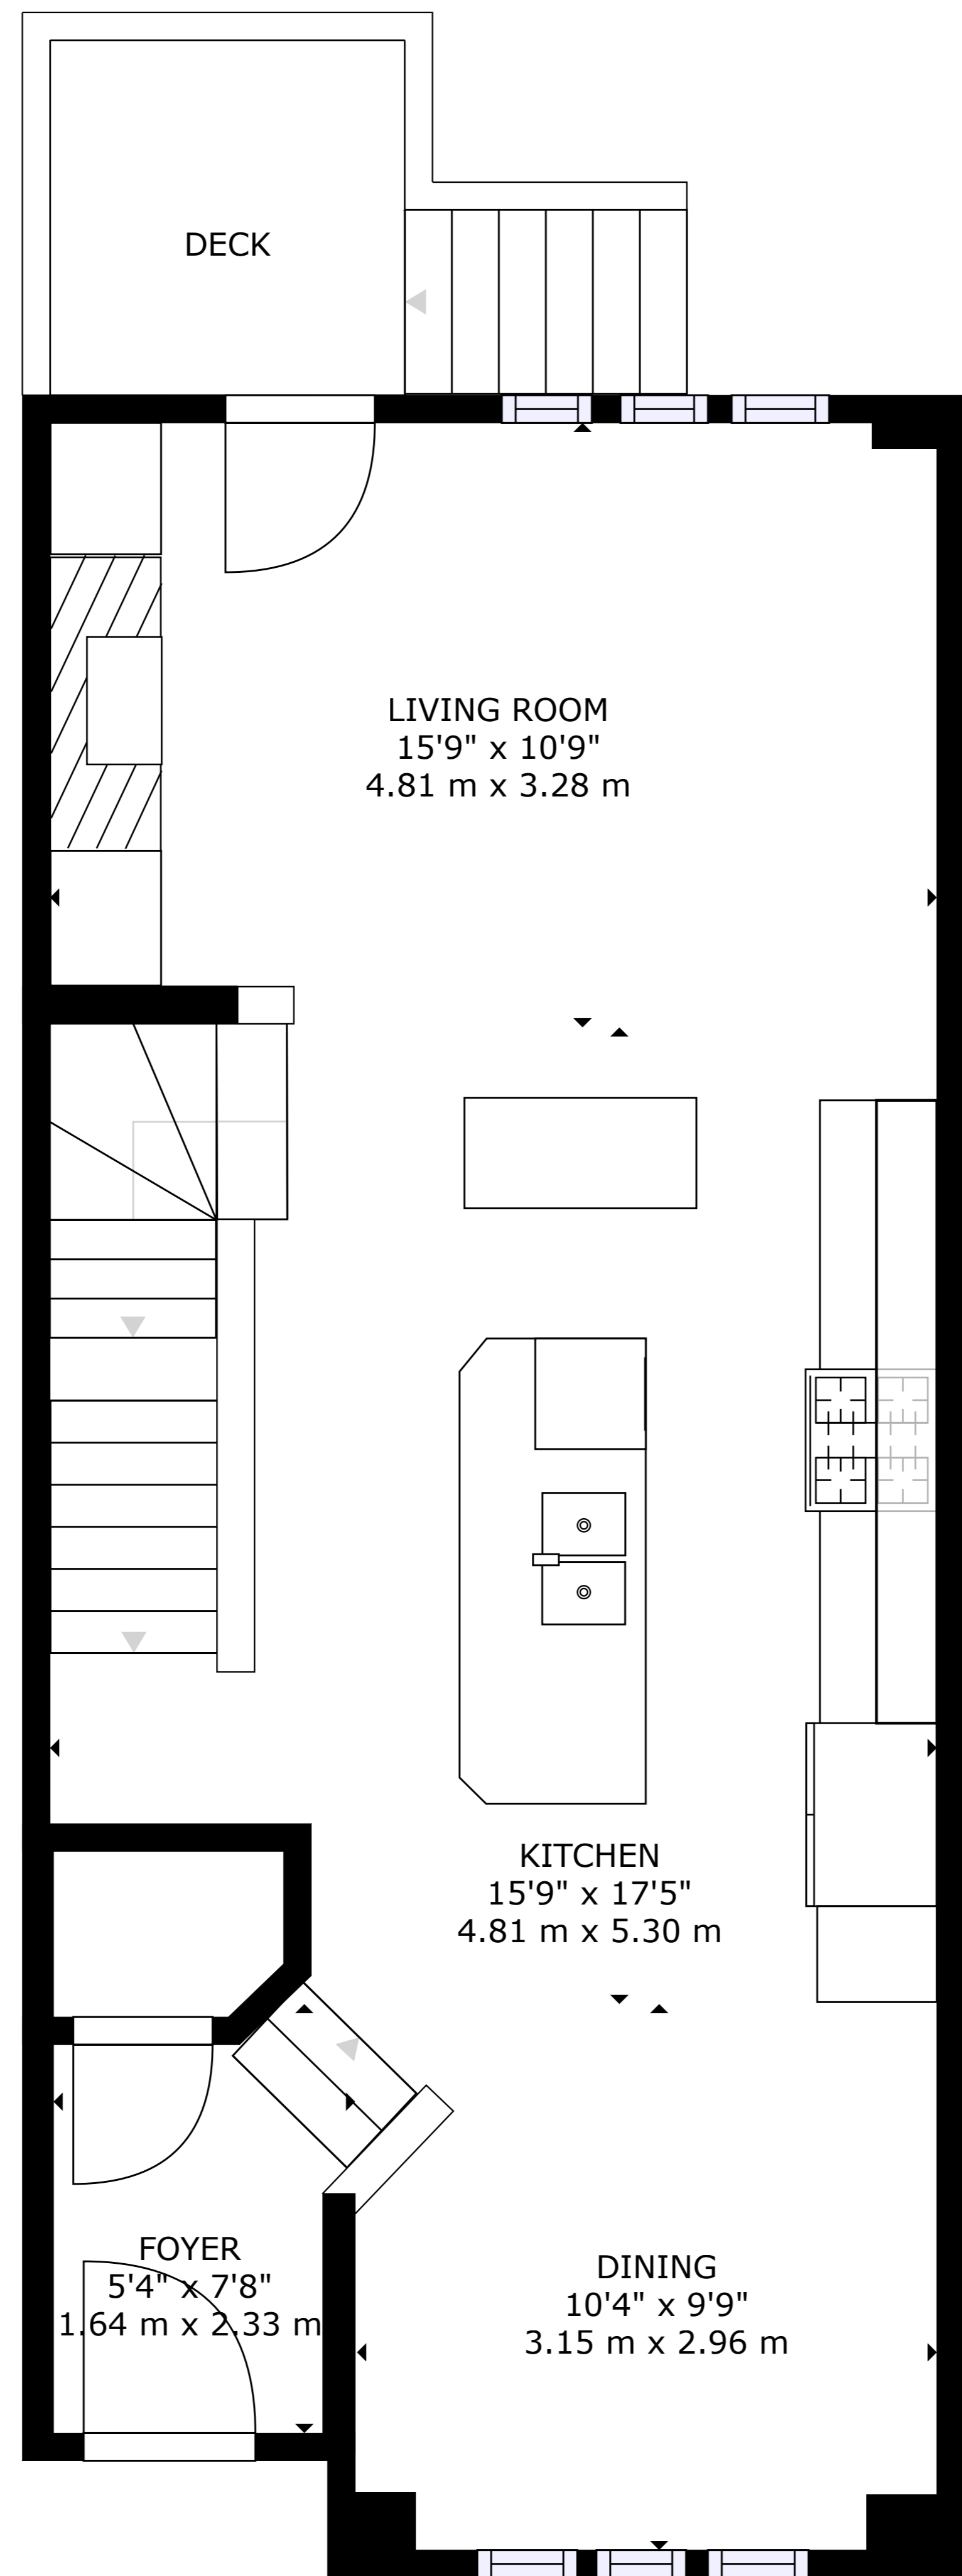 DECK
LIVING ROOM
15'9" x 10'9"
4.81 m x 3.28 m
KITCHEN
15'9" x 17'5"
4.81 m x 5.30 m
FOYER
5'4" x 7'8"
1.64 m x 2.33 m
DINING
10'4" x 9'9"
3.15 m x 2.96 m